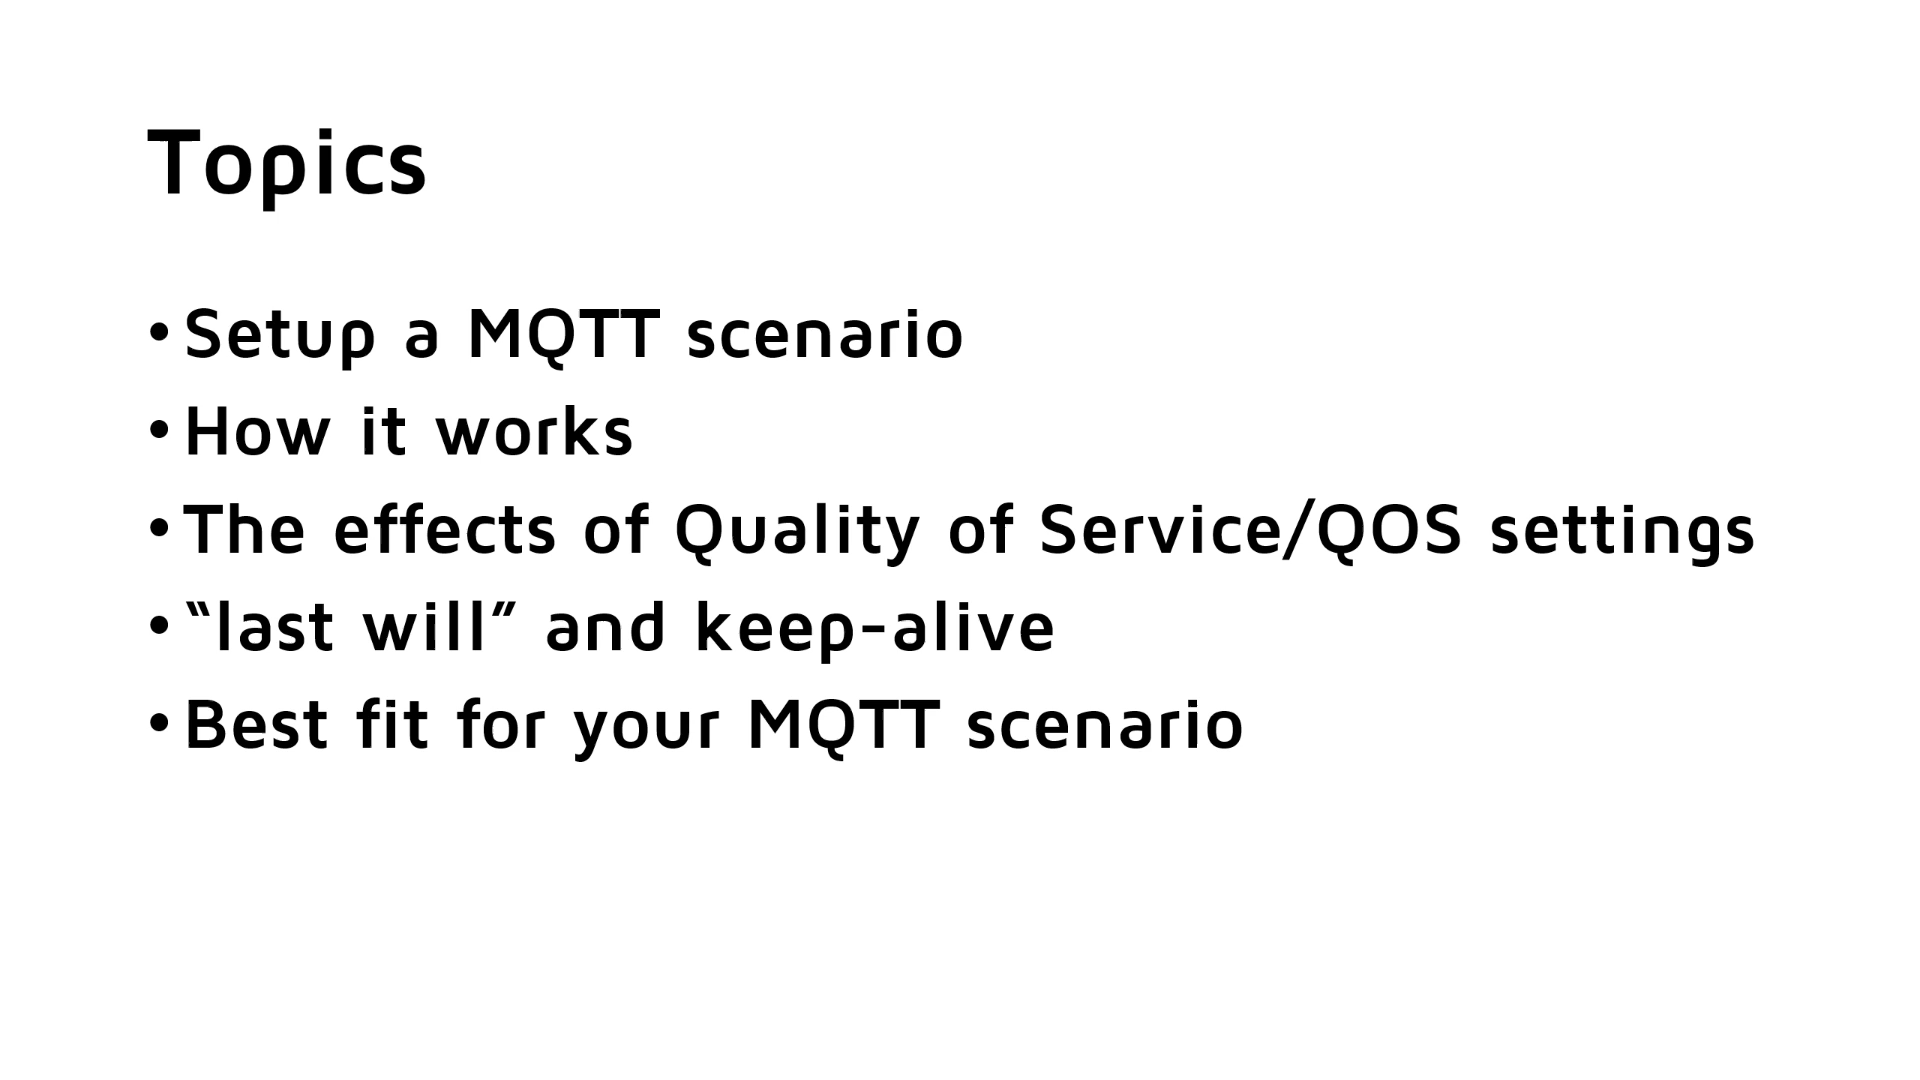 Topics
• Setup a MQTT scenario
• How it works
• The effects of Quality of Service/QOS settings
• “last will” and keep-alive
• Best fit for your MQTT scenario